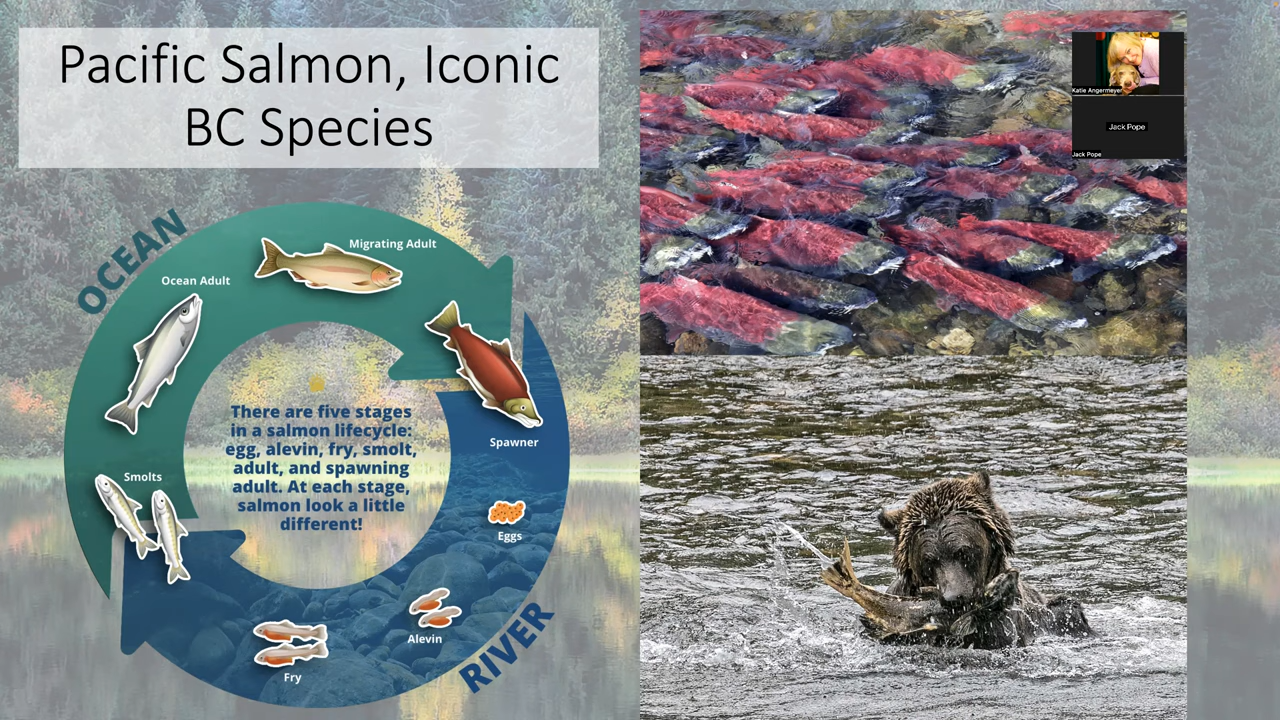 Pacific Salmon, Iconic
BC Species
OCEAN
Migrating Adult
Ocean Adult
Spawner
Smolts
There are five stages
in a salmon lifecycle:
egg, alevin, fry, smolt,
adult, and spawning
adult. At each stage,
salmon look a little
different!
Eggs
Alevin
Fry
RIVER
Katie Angermeyer
Jack Pope
Jack Pope